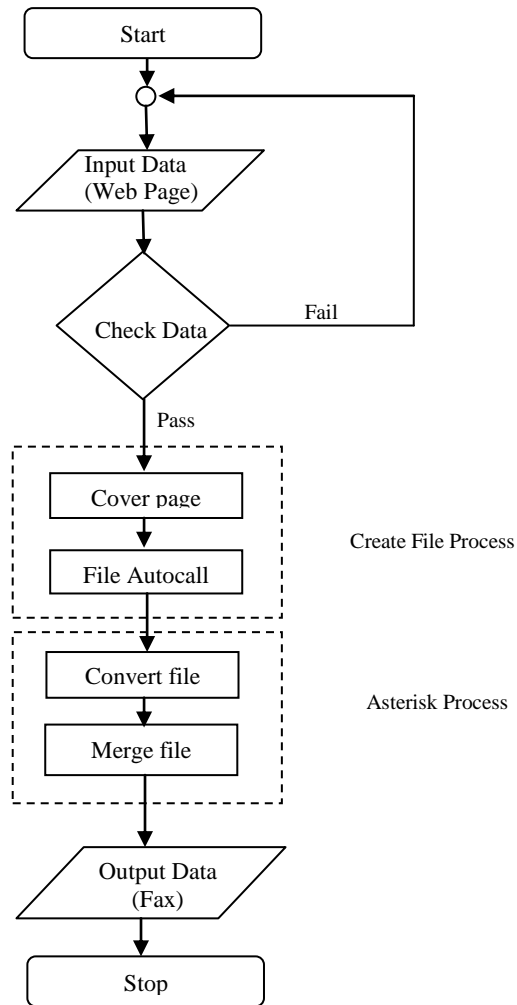 Start
Input Data
(Web Page)
Check Data
Fail
Pass
Cover page
File Autocall
Create File Process
Convert file
Merge file
Asterisk Process
Output Data
(Fax)
Stop